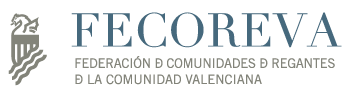 FECOREVA
FEDERACIÓN Đ COMUNIDADES Đ REGANTES
Đ LA COMUNIDAD VALENCIANA